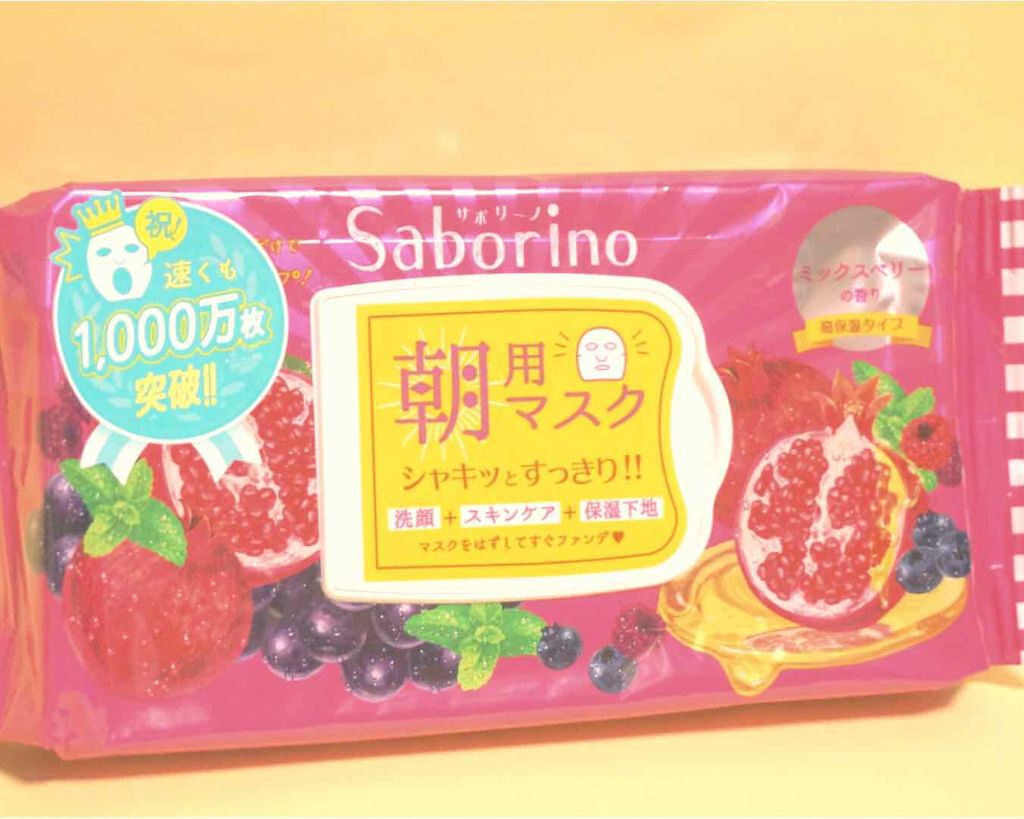 祝!
速くも
1,000万枚
突破!!
サボリーノ
Saborino
ミックスベリー
の香り
高保湿タイプ
朝用
マスク
シャキッとすっきり!!
洗顔+スキンケア+保湿下地
マスクをはずしてすぐファンデ♥